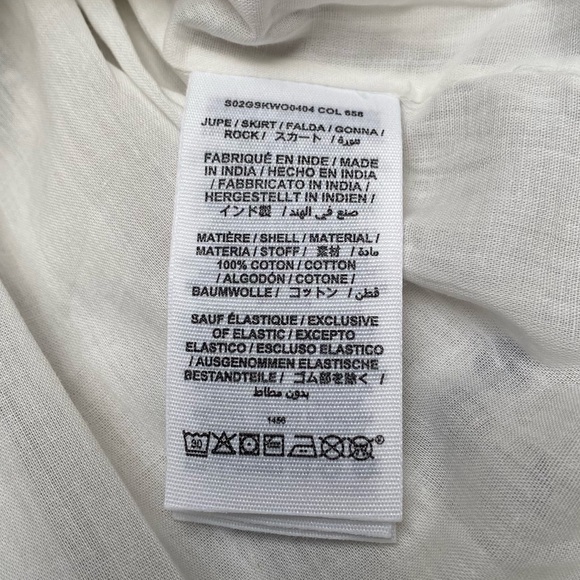 S02GSKWO0404 COL 658
JUPE / SKIRT / FALDA / GONNA /
ROCK / スカート / تنورة /
FABRIQUÉ EN INDE / MADE
IN INDIA / HECHO EN INDIA
/ FABBRICATO IN INDIA /
HERGESTELLT IN INDIEN /
インド製 / صنع في الهند /
MATIÈRE / SHELL / MATERIAL /
MATERIA / STOFF / 素材 / مادة /
100% COTON / COTTON
/ ALGODÓN / COTONE /
BAUMWOLLE / コットン / قطن /
SAUF ÉLASTIQUE / EXCLUSIVE
OF ELASTIC / EXCEPTO
ELASTICO / ESCLUSO ELASTICO
/ AUSGENOMMEN ELASTISCHE
BESTANDTEILE / ゴム部を除く /
بدون مطاط
1456
30 ®